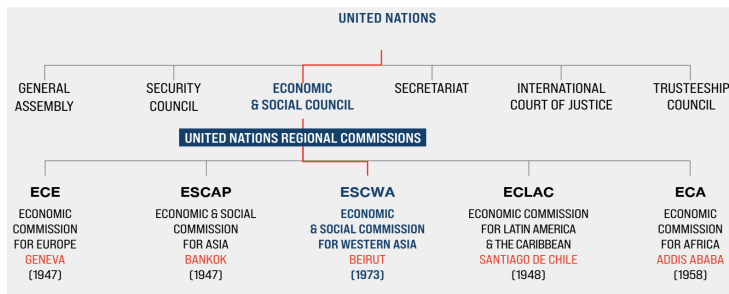 UNITED NATIONS
GENERAL
ASSEMBLY
SECURITY
COUNCIL
ECONOMIC
& SOCIAL COUNCIL
SECRETARIAT
INTERNATIONAL
COURT OF JUSTICE
TRUSTEESHIP
COUNCIL
UNITED NATIONS REGIONAL COMMISSIONS
ECE
ECONOMIC
COMMISSION
FOR EUROPE
GENEVA
(1947)
ESCAP
ECONOMIC & SOCIAL
COMMISSION
FOR ASIA
BANKOK
(1947)
ESCWA
ECONOMIC
& SOCIAL COMMISSION
FOR WESTERN ASIA
BEIRUT
(1973)
ECLAC
ECONOMIC COMMISSION
FOR LATIN AMERICA
& THE CARIBBEAN
SANTIAGO DE CHILE
(1948)
ECA
ECONOMIC
COMMISSION
FOR AFRICA
ADDIS ABABA
(1958)